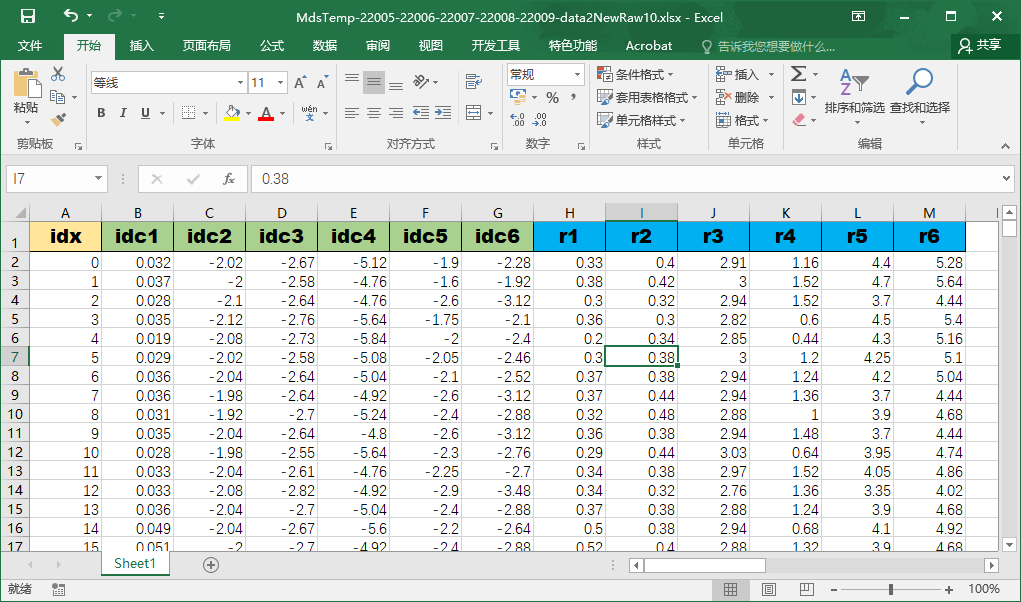 MdsTemp-22005-22006-22007-22008-22009-data2NewRaw10.xlsx - Excel
文件 开始 插入 页面布局 公式 数据 审阅 视图 开发工具 特色功能 Acrobat 告诉我您想要做什么... 共享
粘贴
等线 11 A A wén 文
B I U A
常规
% ,
条件格式
套用表格格式
单元格样式
插入
删除
格式
排序和筛选 查找和选择
剪贴板 字体 对齐方式 数字 样式 单元格 编辑
I7 fx 0.38
A B C D E F G H I J K L M
1 idx idc1 idc2 idc3 idc4 idc5 idc6 r1 r2 r3 r4 r5 r6
2 0 0.032 -2.02 -2.67 -5.12 -1.9 -2.28 0.33 0.4 2.91 1.16 4.4 5.28
3 1 0.037 -2 -2.58 -4.76 -1.6 -1.92 0.38 0.42 3 1.52 4.7 5.64
4 2 0.028 -2.1 -2.64 -4.76 -2.6 -3.12 0.3 0.32 2.94 1.52 3.7 4.44
5 3 0.035 -2.12 -2.76 -5.64 -1.75 -2.1 0.36 0.3 2.82 0.6 4.5 5.4
6 4 0.019 -2.08 -2.73 -5.84 -2 -2.4 0.2 0.34 2.85 0.44 4.3 5.16
7 5 0.029 -2.02 -2.58 -5.08 -2.05 -2.46 0.3 0.38 3 1.2 4.25 5.1
8 6 0.036 -2.04 -2.64 -5.04 -2.1 -2.52 0.37 0.38 2.94 1.24 4.2 5.04
9 7 0.036 -1.98 -2.64 -4.92 -2.6 -3.12 0.37 0.44 2.94 1.36 3.7 4.44
10 8 0.031 -1.92 -2.7 -5.24 -2.4 -2.88 0.32 0.48 2.88 1 3.9 4.68
11 9 0.035 -2.04 -2.64 -4.8 -2.6 -3.12 0.36 0.38 2.94 1.48 3.7 4.44
12 10 0.028 -1.98 -2.55 -5.64 -2.3 -2.76 0.29 0.44 3.03 0.64 3.95 4.74
13 11 0.033 -2.04 -2.61 -4.76 -2.25 -2.7 0.34 0.38 2.97 1.52 4.05 4.86
14 12 0.033 -2.08 -2.82 -4.92 -2.9 -3.48 0.34 0.32 2.76 1.36 3.35 4.02
15 13 0.036 -2.04 -2.7 -5.04 -2.4 -2.88 0.37 0.38 2.88 1.24 3.9 4.68
16 14 0.049 -2.04 -2.67 -5.6 -2.2 -2.64 0.5 0.38 2.94 0.68 4.1 4.92
17 15 0.051 -2 -2.7 -4.92 -2.4 -2.88 0.52 0.4 2.88 1.32 3.9 4.68
Sheet1
就绪 100%